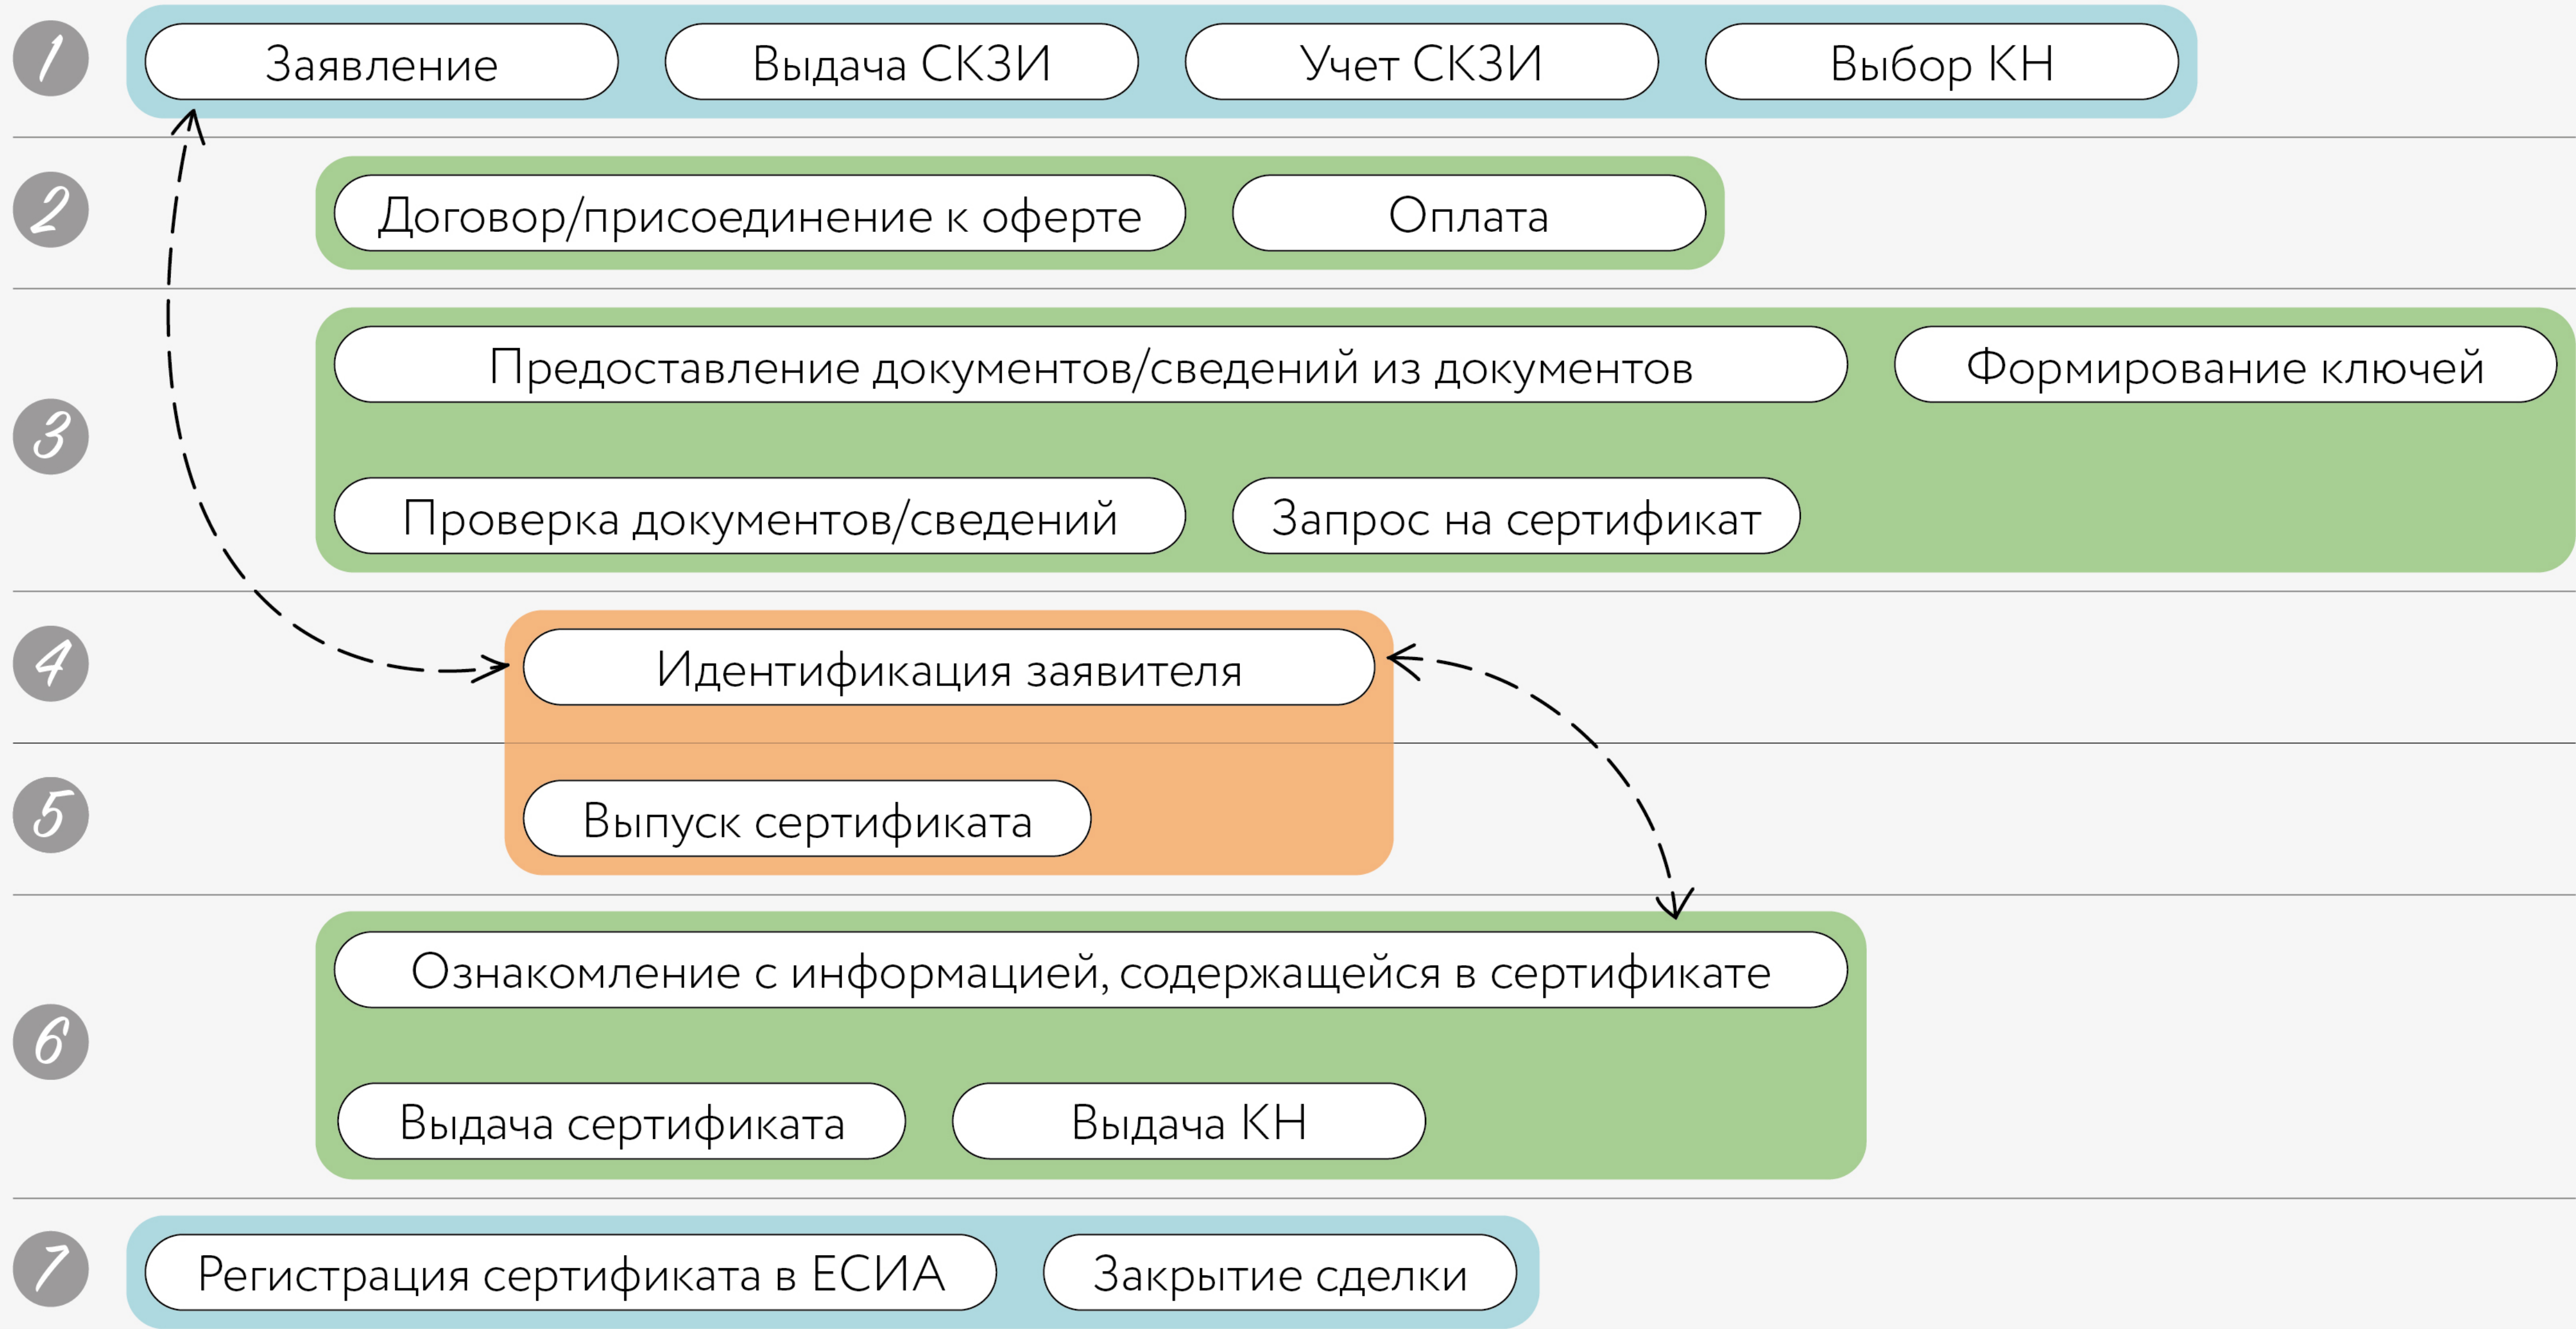 1
Заявление
Выдача СКЗИ
Учет СКЗИ
Выбор КН
2
Договор/присоединение к оферте
Оплата
3
Предоставление документов/сведений из документов
Формирование ключей
Проверка документов/сведений
Запрос на сертификат
4
Идентификация заявителя
5
Выпуск сертификата
6
Ознакомление с информацией, содержащейся в сертификате
Выдача сертификата
Выдача КН
7
Регистрация сертификата в ЕСИА
Закрытие сделки